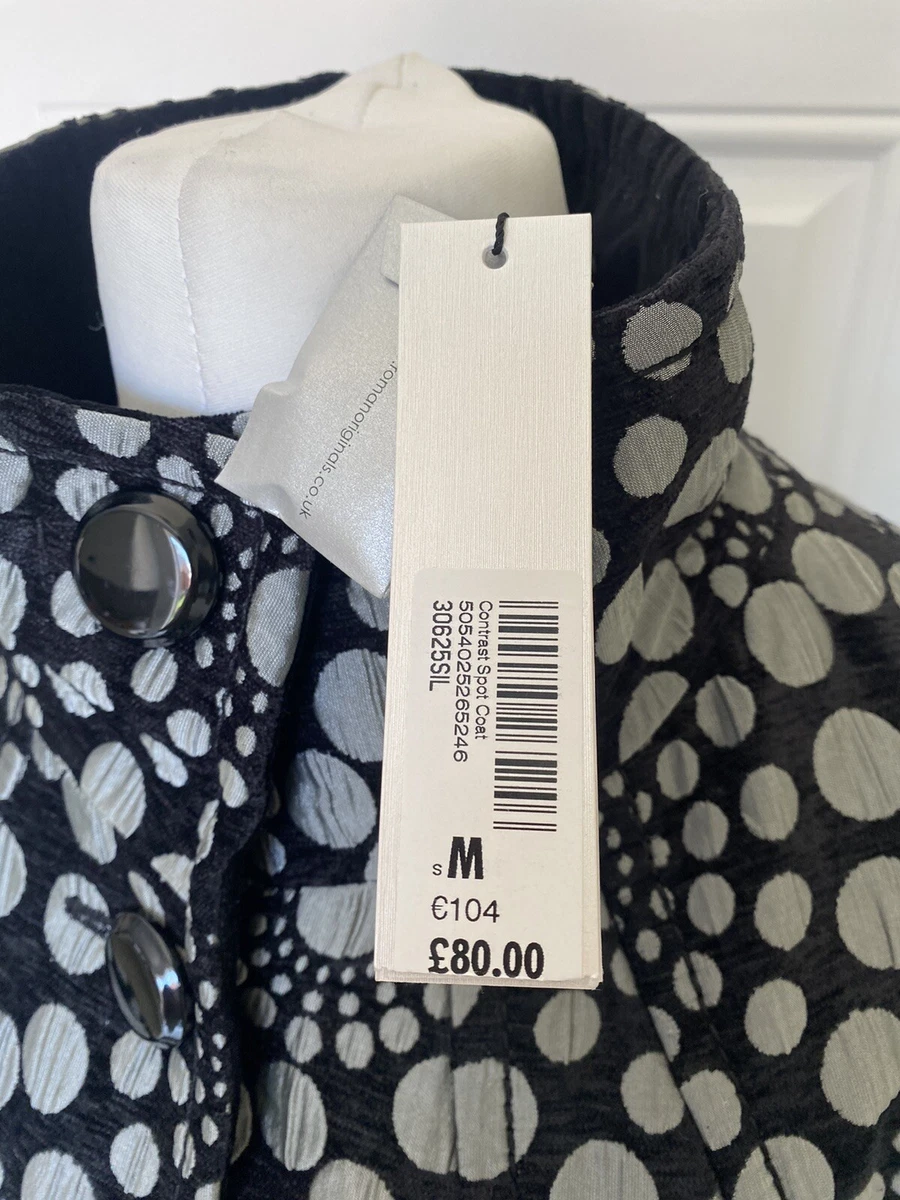 .romanoriginals.co.uk
Contrast Spot Coat
5054025265246
30625SIL
S M
€104
£80.00